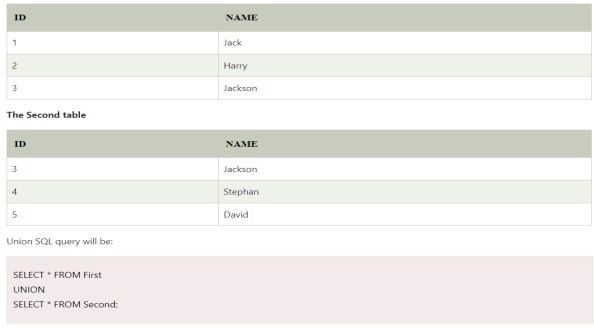 ID NAME
1 Jack
2 Harry
3 Jackson
The Second table
ID NAME
3 Jackson
4 Stephan
5 David
Union SQL query will be:
SELECT * FROM First
UNION
SELECT * FROM Second;